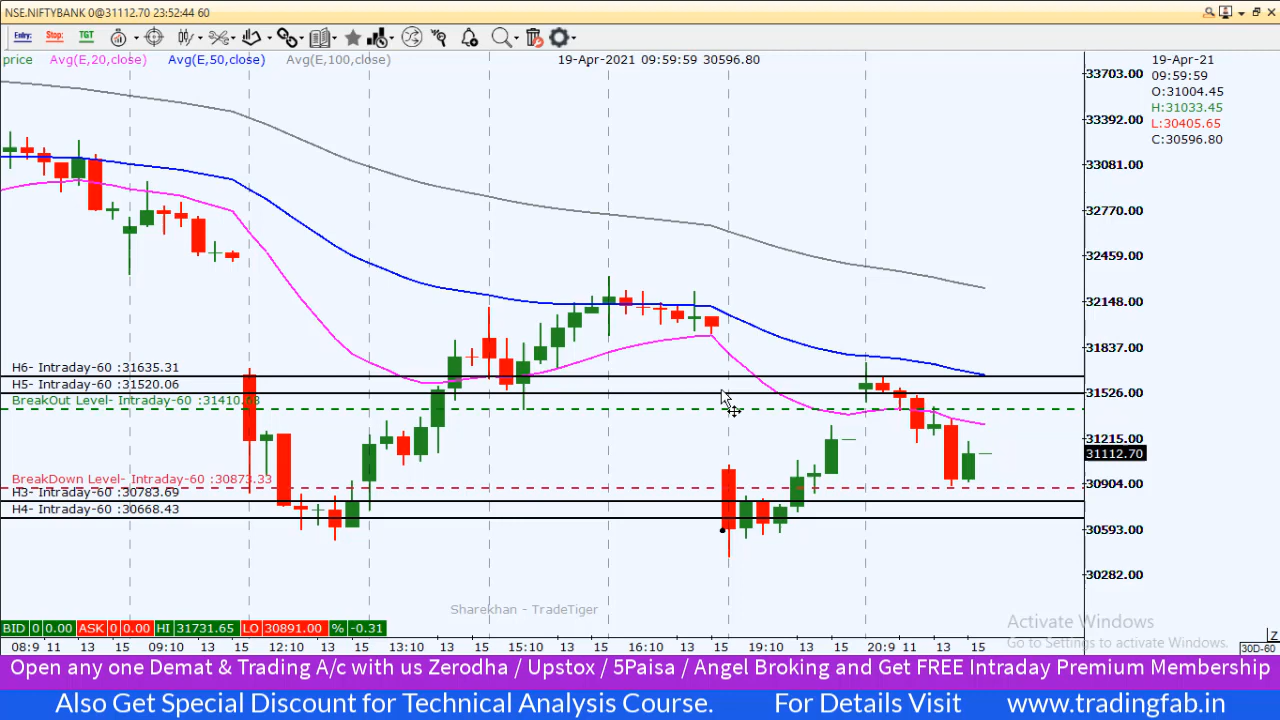 NSE.NIFTYBANK 0@31112.70 23:52:44 60
Entry: Stop: TGT
price Avg(E,20,close) Avg(E,50,close) Avg(E,100,close) 19-Apr-2021 09:59:59 30596.80
19-Apr-21
09:59:59
O:31004.45
H:31033.45
L:30405.65
C:30596.80
33703.00
33392.00
33081.00
32770.00
32459.00
32148.00
31837.00
31526.00
31215.00
31112.70
30904.00
30593.00
30282.00
H6- Intraday-60 :31635.31
H5- Intraday-60 :31520.06
BreakOut Level- Intraday-60 :31410.63
BreakDown Level- Intraday-60 :30873.33
H3- Intraday-60 :30783.69
H4- Intraday-60 :30668.43
Sharekhan - TradeTiger
Activate Windows
Go to Settings to activate Windows.
BID 0 0.00 ASK 0 0.00 HI 31731.65 LO 30891.00 % -0.31
Z
08:9 11 13 15 09:10 13 15 12:10 13 15 13:10 13 15 15:10 13 15 16:10 13 15 19:10 13 15 20:9 11 13 15 30D-60
Open any one Demat & Trading A/c with us Zerodha / Upstox / 5Paisa / Angel Broking and Get FREE Intraday Premium Membership
Also Get Special Discount for Technical Analysis Course. For Details Visit www.tradingfab.in